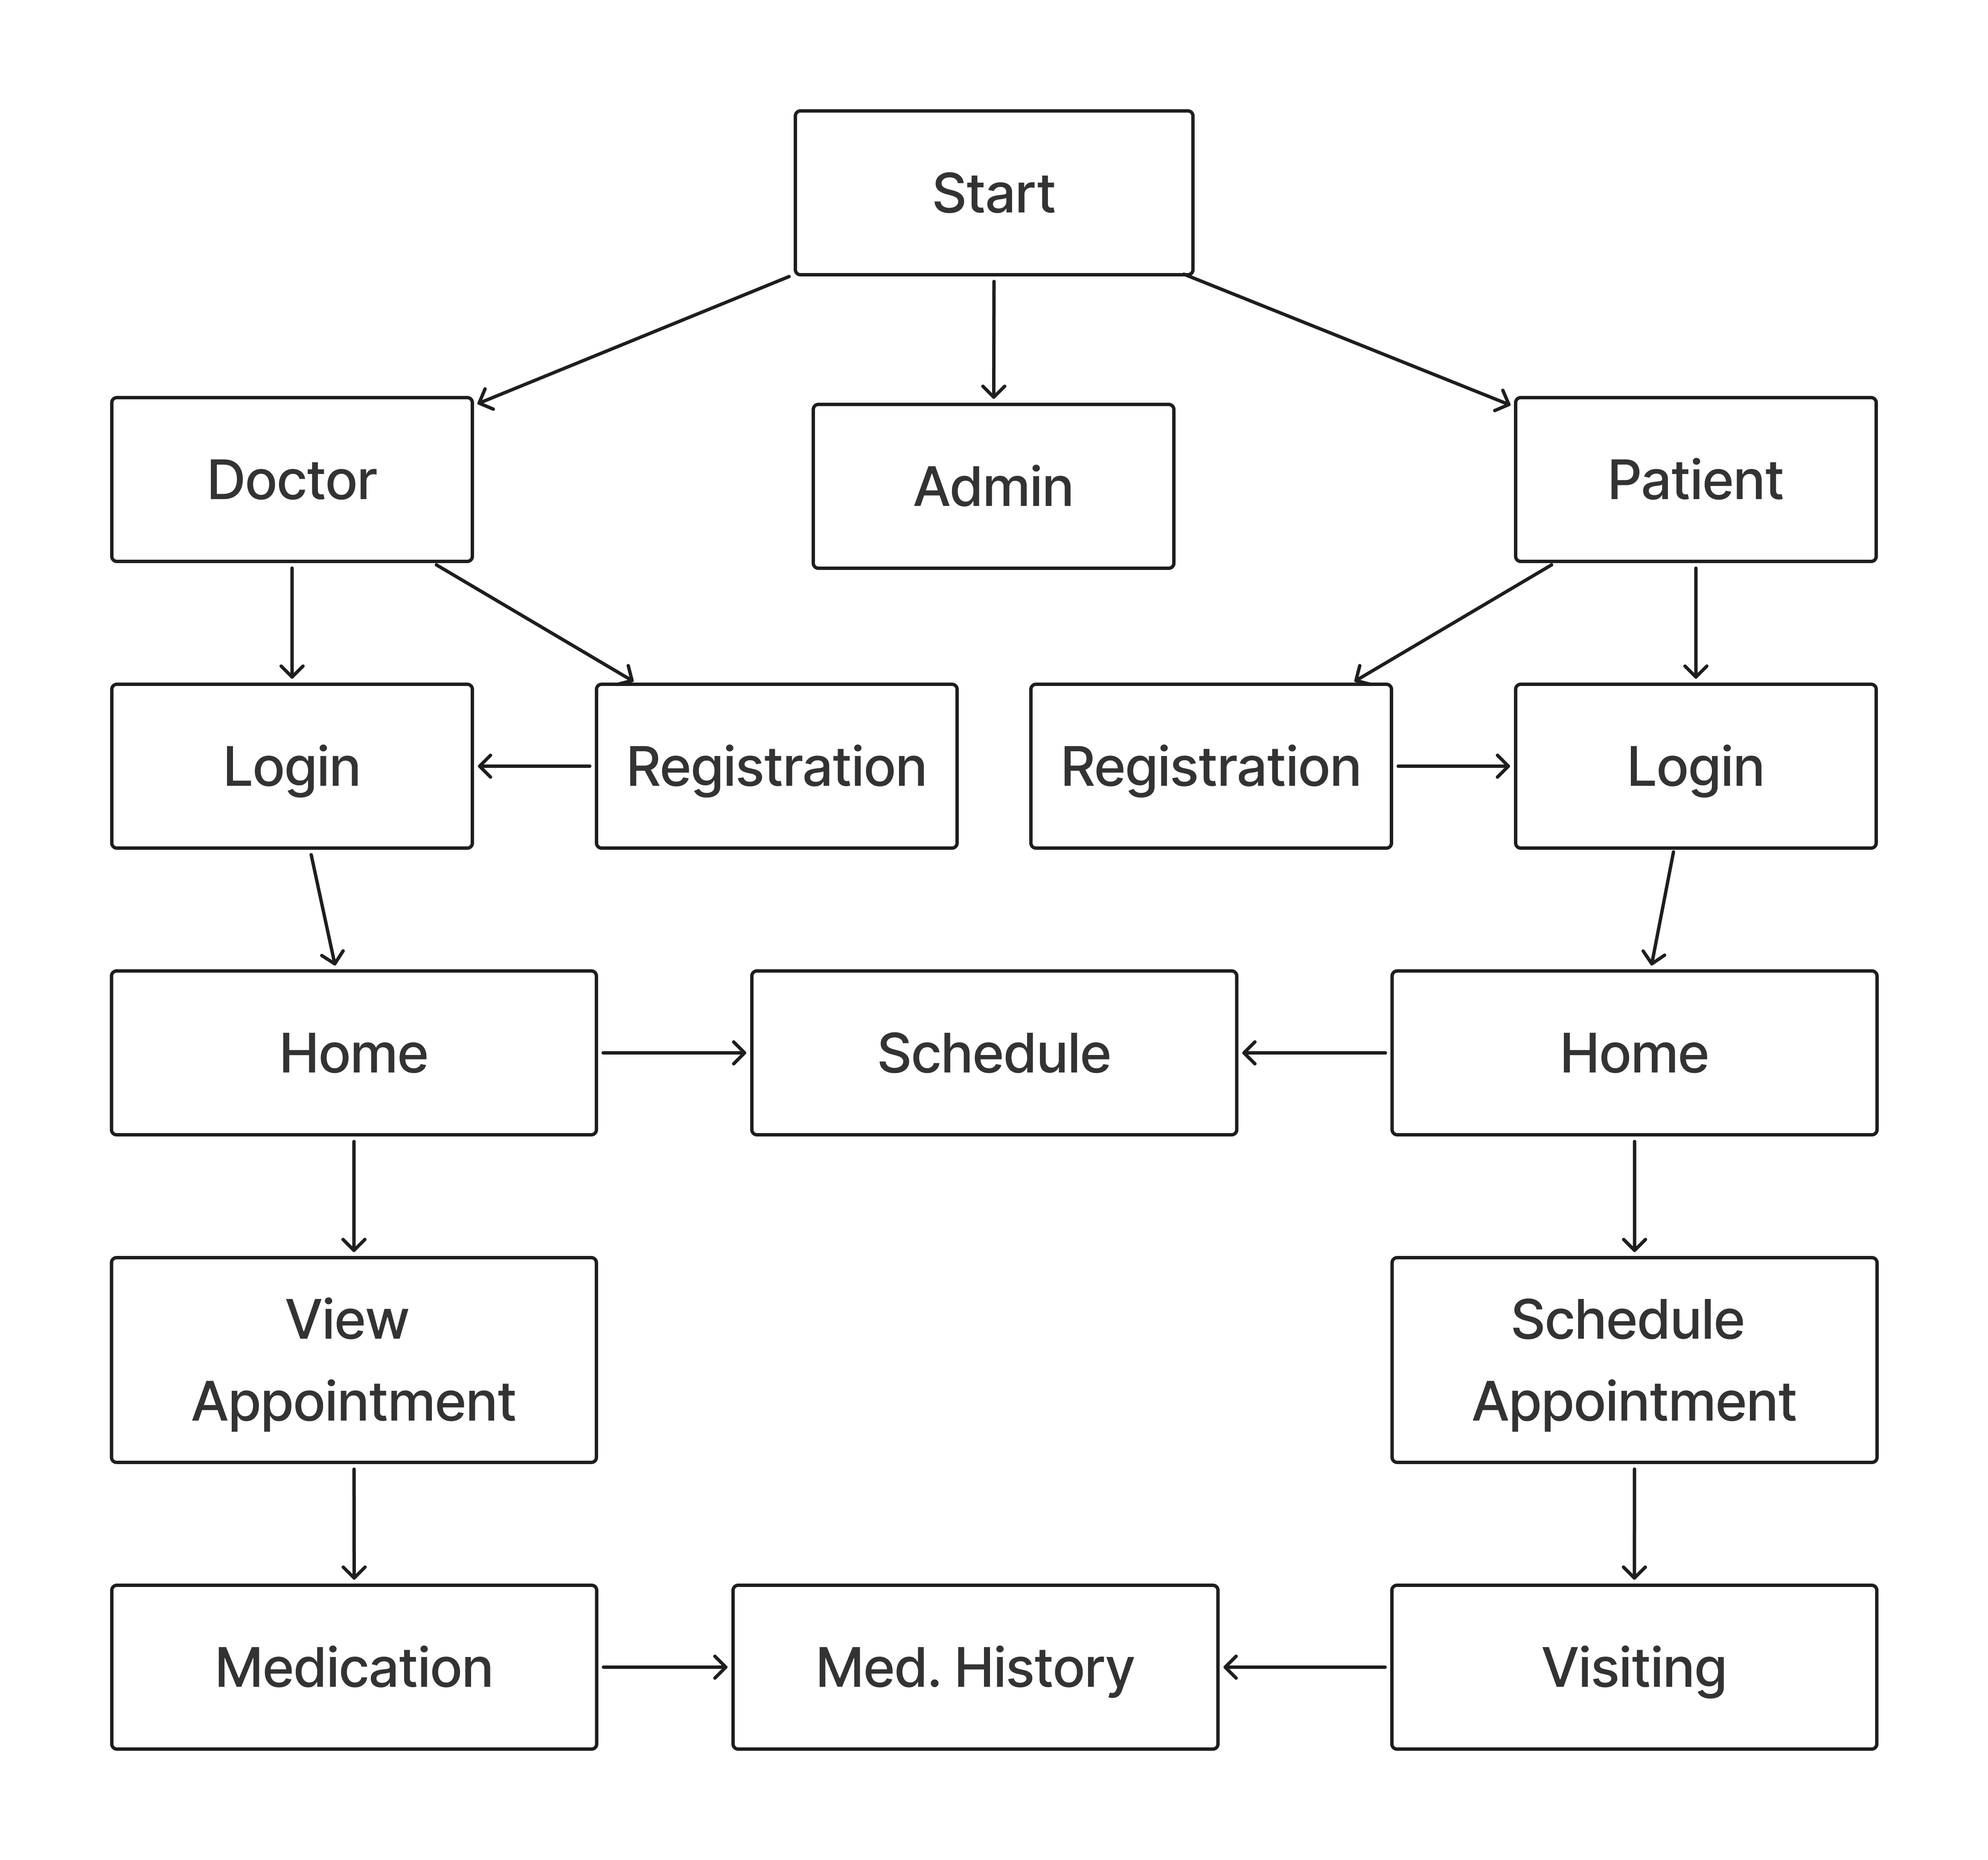 Start
Doctor
Admin
Patient
Login
Registration
Registration
Login
Home
Schedule
Home
View
Appointment
Schedule
Appointment
Medication
Med. History
Visiting